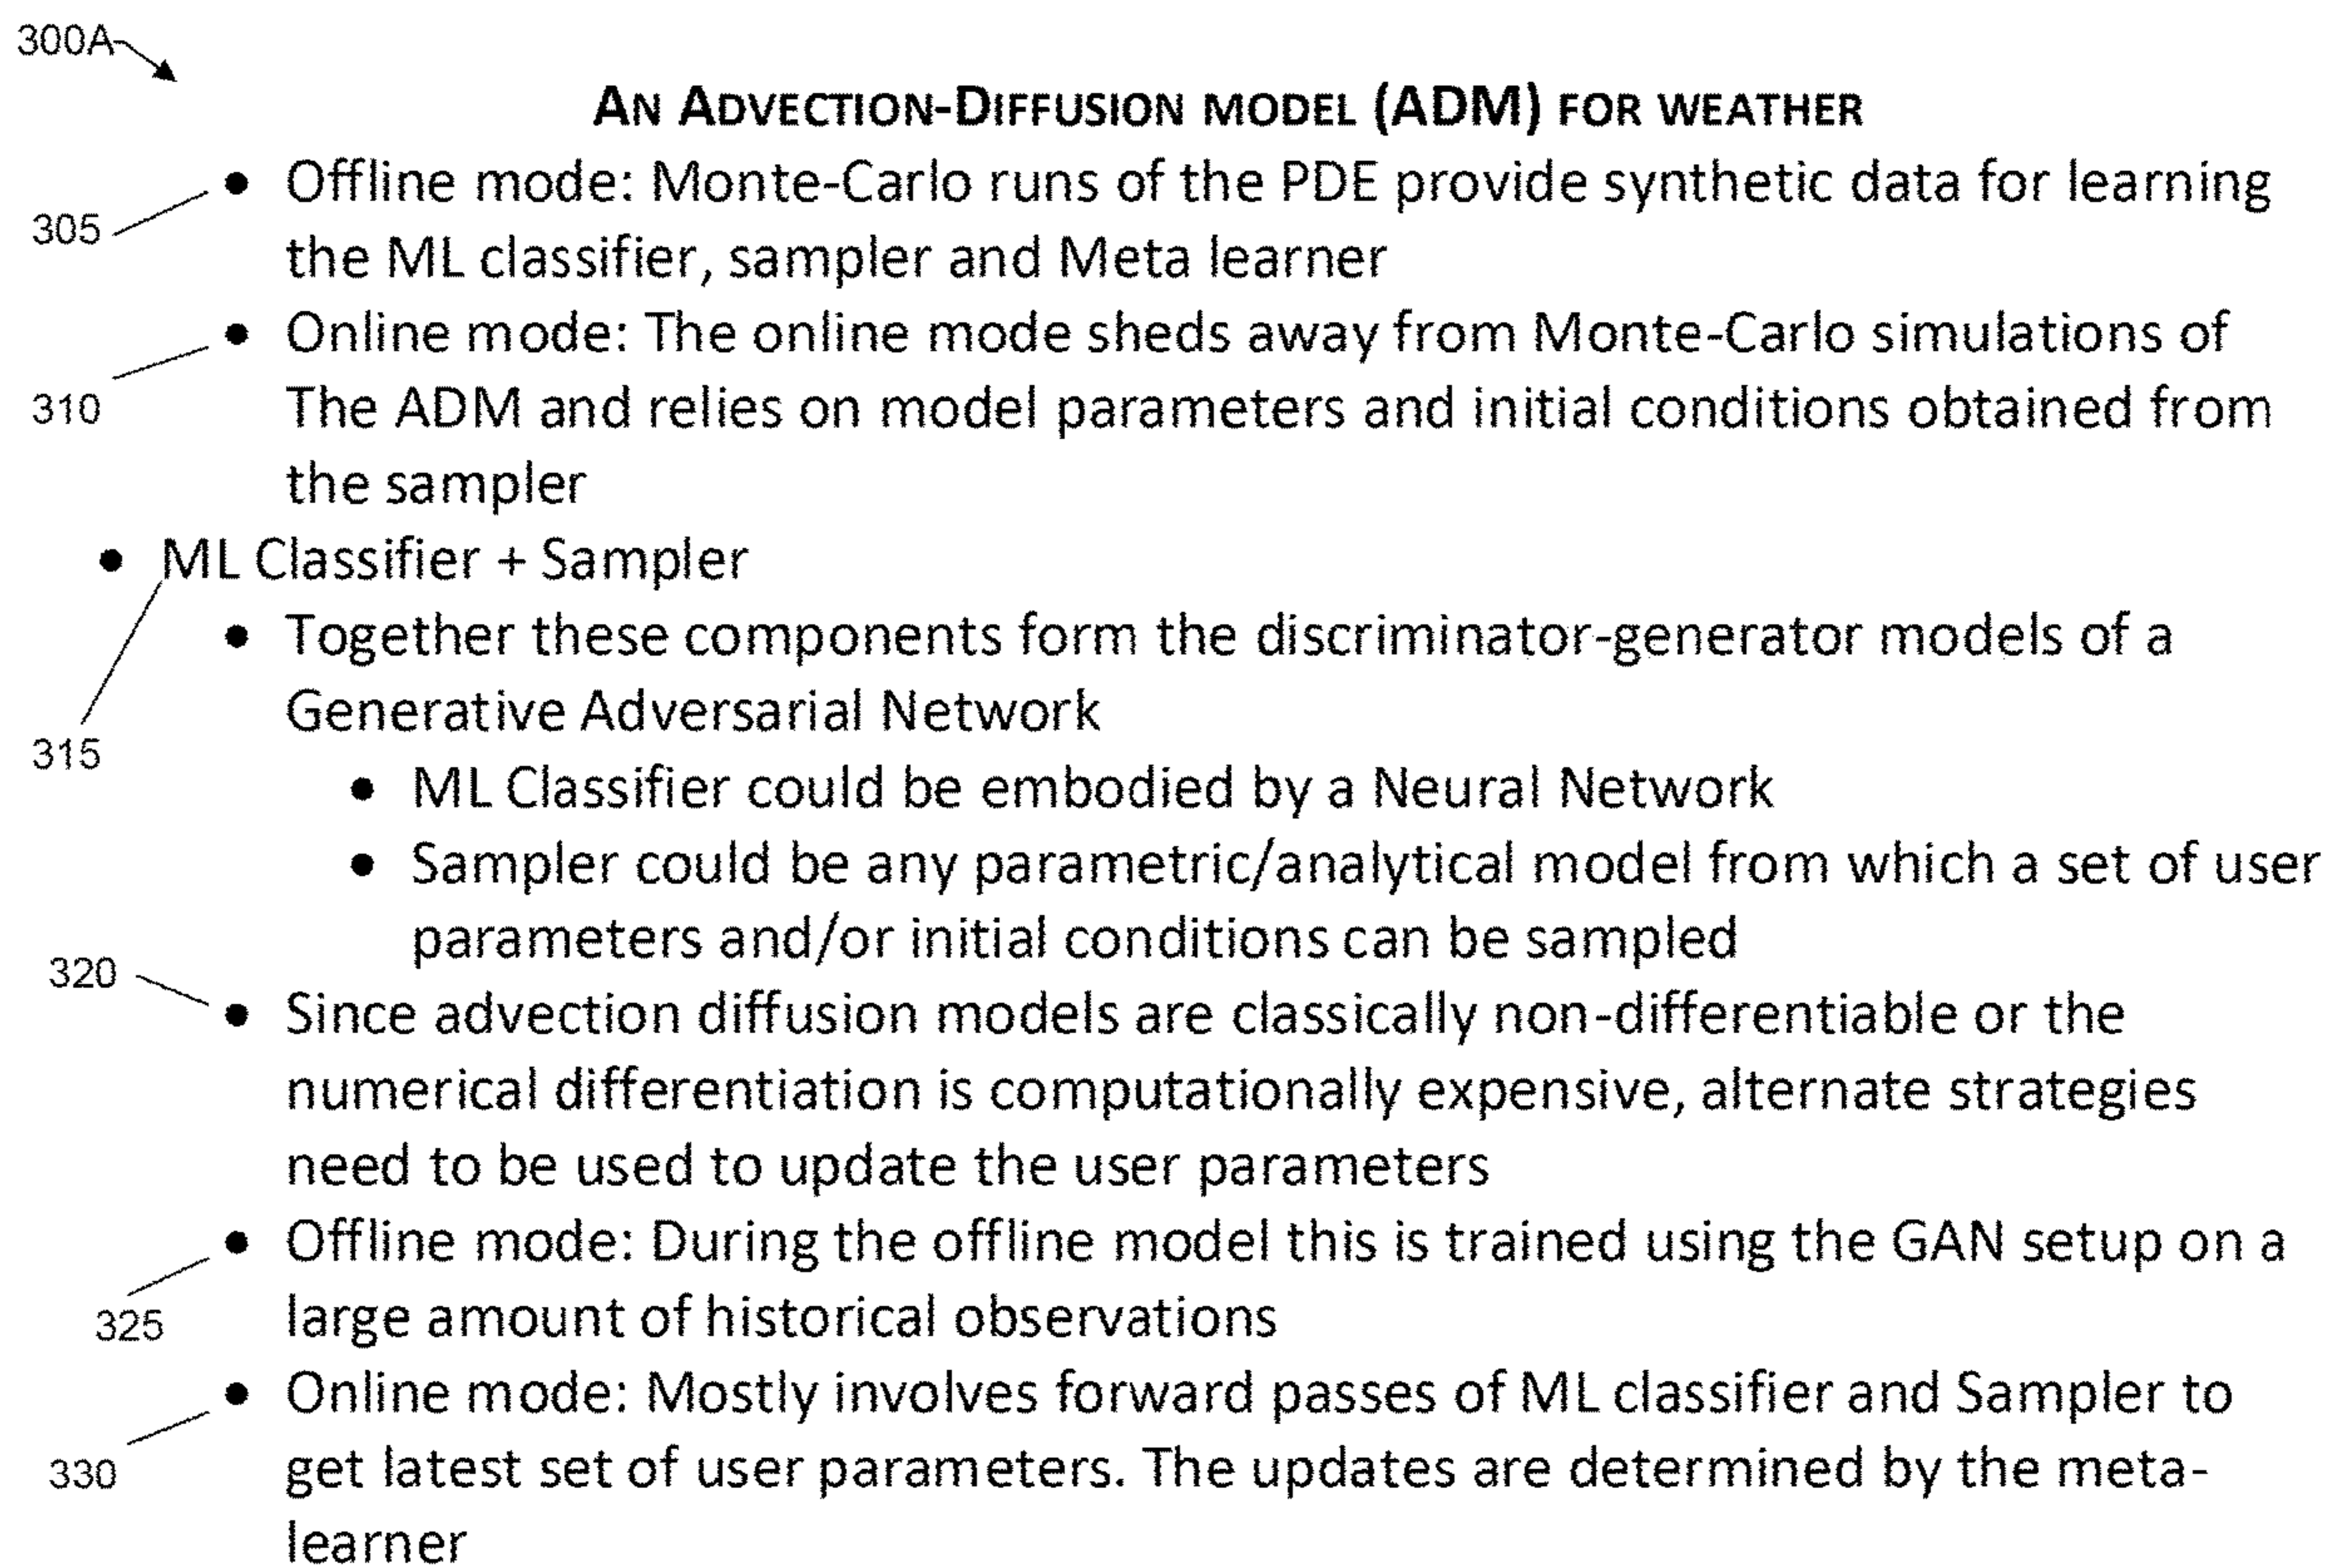 300A
AN ADVECTION-DIFFUSION MODEL (ADM) FOR WEATHER
305
• Offline mode: Monte-Carlo runs of the PDE provide synthetic data for learning
the ML classifier, sampler and Meta learner
310
• Online mode: The online mode sheds away from Monte-Carlo simulations of
The ADM and relies on model parameters and initial conditions obtained from
the sampler
315
• ML Classifier + Sampler
• Together these components form the discriminator-generator models of a
Generative Adversarial Network
• ML Classifier could be embodied by a Neural Network
• Sampler could be any parametric/analytical model from which a set of user
parameters and/or initial conditions can be sampled
320
• Since advection diffusion models are classically non-differentiable or the
numerical differentiation is computationally expensive, alternate strategies
need to be used to update the user parameters
325
• Offline mode: During the offline model this is trained using the GAN setup on a
large amount of historical observations
330
• Online mode: Mostly involves forward passes of ML classifier and Sampler to
get latest set of user parameters. The updates are determined by the meta-
learner